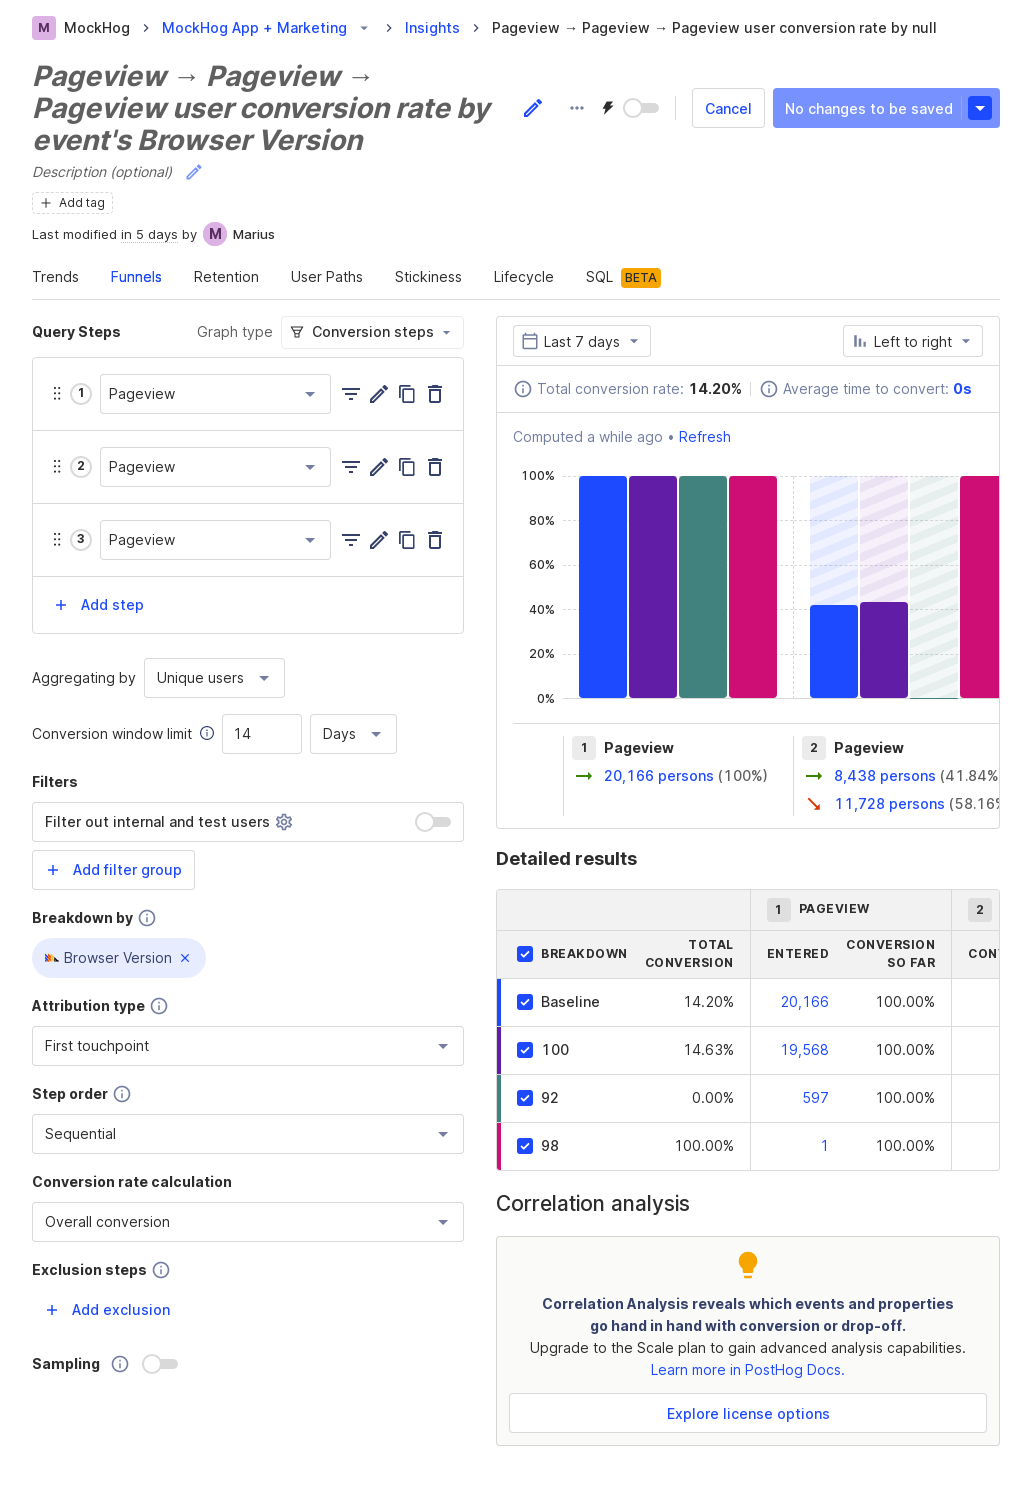 M MockHog > MockHog App + Marketing > Insights > Pageview → Pageview → Pageview user conversion rate by null
Pageview → Pageview →
Pageview user conversion rate by
event's Browser Version
Cancel
No changes to be saved
Description (optional)
Add tag
Last modified in 5 days by M Marius
Trends Funnels Retention User Paths Stickiness Lifecycle SQL BETA
Query Steps
Graph type
Conversion steps
1 Pageview
2 Pageview
3 Pageview
Add step
Aggregating by Unique users
Conversion window limit 14 Days
Filters
Filter out internal and test users
Add filter group
Breakdown by
Browser Version
Attribution type
First touchpoint
Step order
Sequential
Conversion rate calculation
Overall conversion
Exclusion steps
Add exclusion
Sampling
Last 7 days
Left to right
Total conversion rate: 14.20% Average time to convert: 0s
Computed a while ago • Refresh
100%
80%
60%
40%
20%
0%
1 Pageview
20,166 persons (100%)
2 Pageview
8,438 persons (41.84%
11,728 persons (58.16%
Detailed results
1 PAGEVIEW 2
BREAKDOWN TOTAL CONVERSION ENTERED CONVERSION SO FAR CONV
Baseline 14.20% 20,166 100.00%
100 14.63% 19,568 100.00%
92 0.00% 597 100.00%
98 100.00% 1 100.00%
Correlation analysis
Correlation Analysis reveals which events and properties
go hand in hand with conversion or drop-off.
Upgrade to the Scale plan to gain advanced analysis capabilities.
Learn more in PostHog Docs.
Explore license options